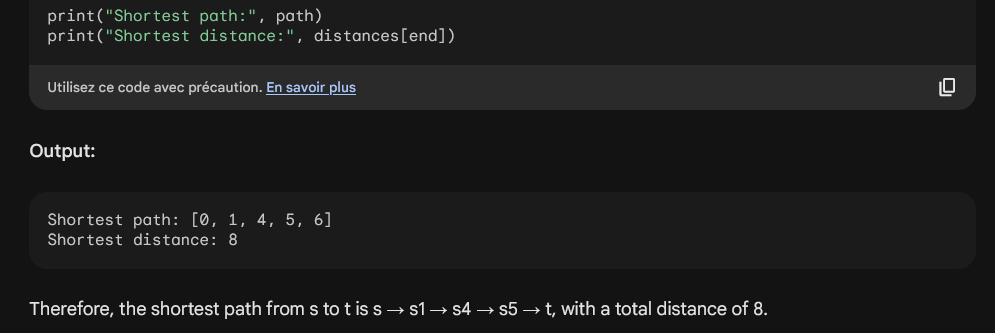 print("Shortest path:", path)
print("Shortest distance:", distances[end])
Utilisez ce code avec précaution. En savoir plus
Output:
Shortest path: [0, 1, 4, 5, 6]
Shortest distance: 8
Therefore, the shortest path from s to t is s → s1 → s4 → s5 → t, with a total distance of 8.